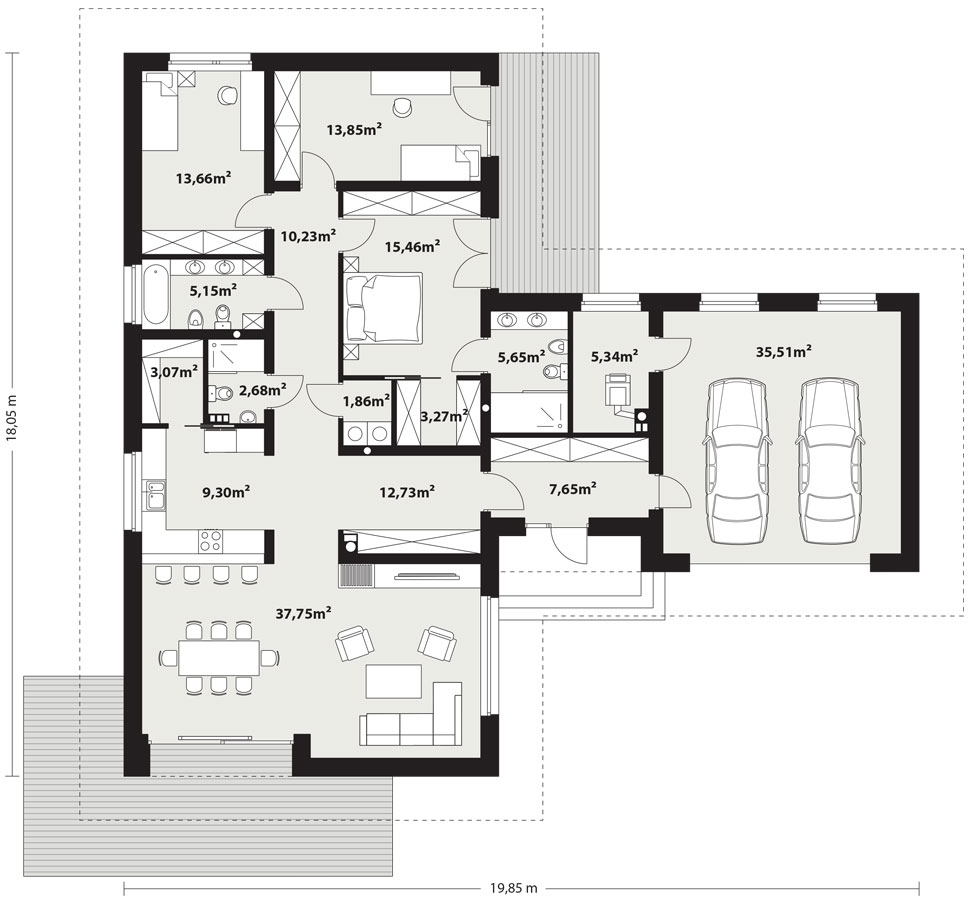 13,85m²
13,66m²
10,23m²
15,46m²
5,15m²
5,65m²
5,34m²
35,51m²
3,07m²
2,68m²
1,86m²
3,27m²
18,05 m
9,30m²
12,73m²
7,65m²
37,75m²
19,85 m